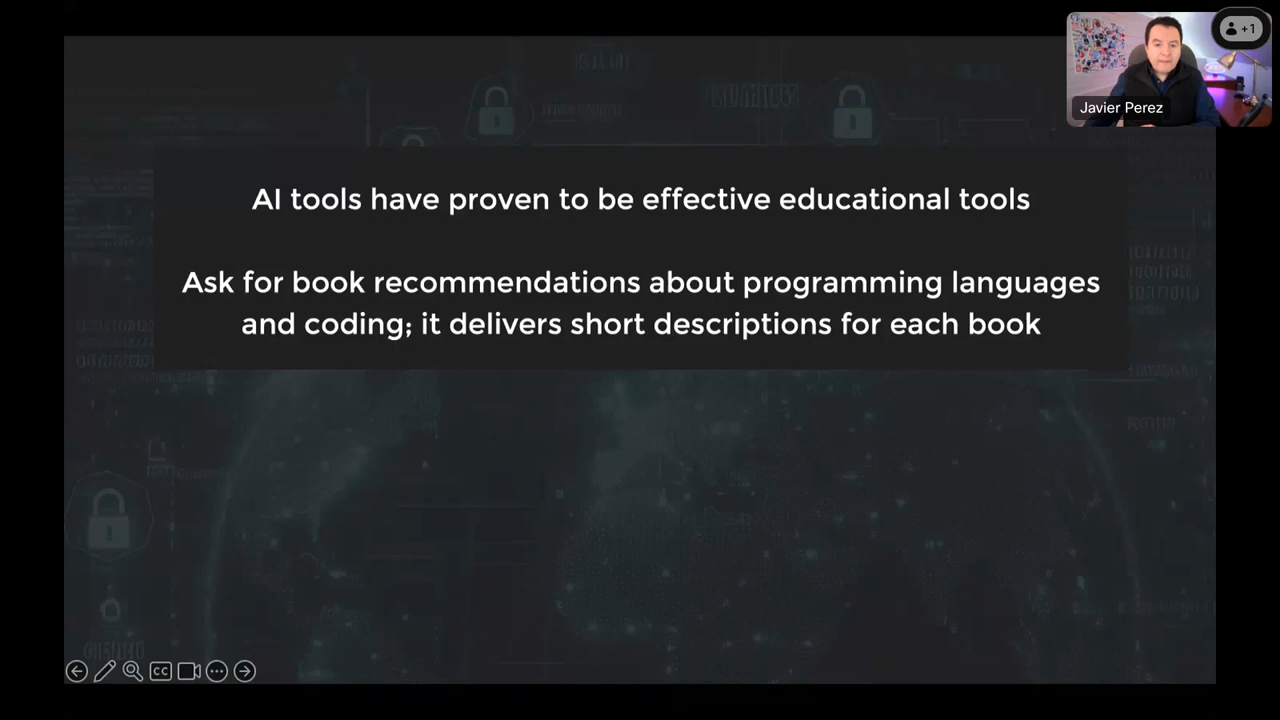 +1
Javier Perez
AI tools have proven to be effective educational tools
Ask for book recommendations about programming languages
and coding; it delivers short descriptions for each book
CC